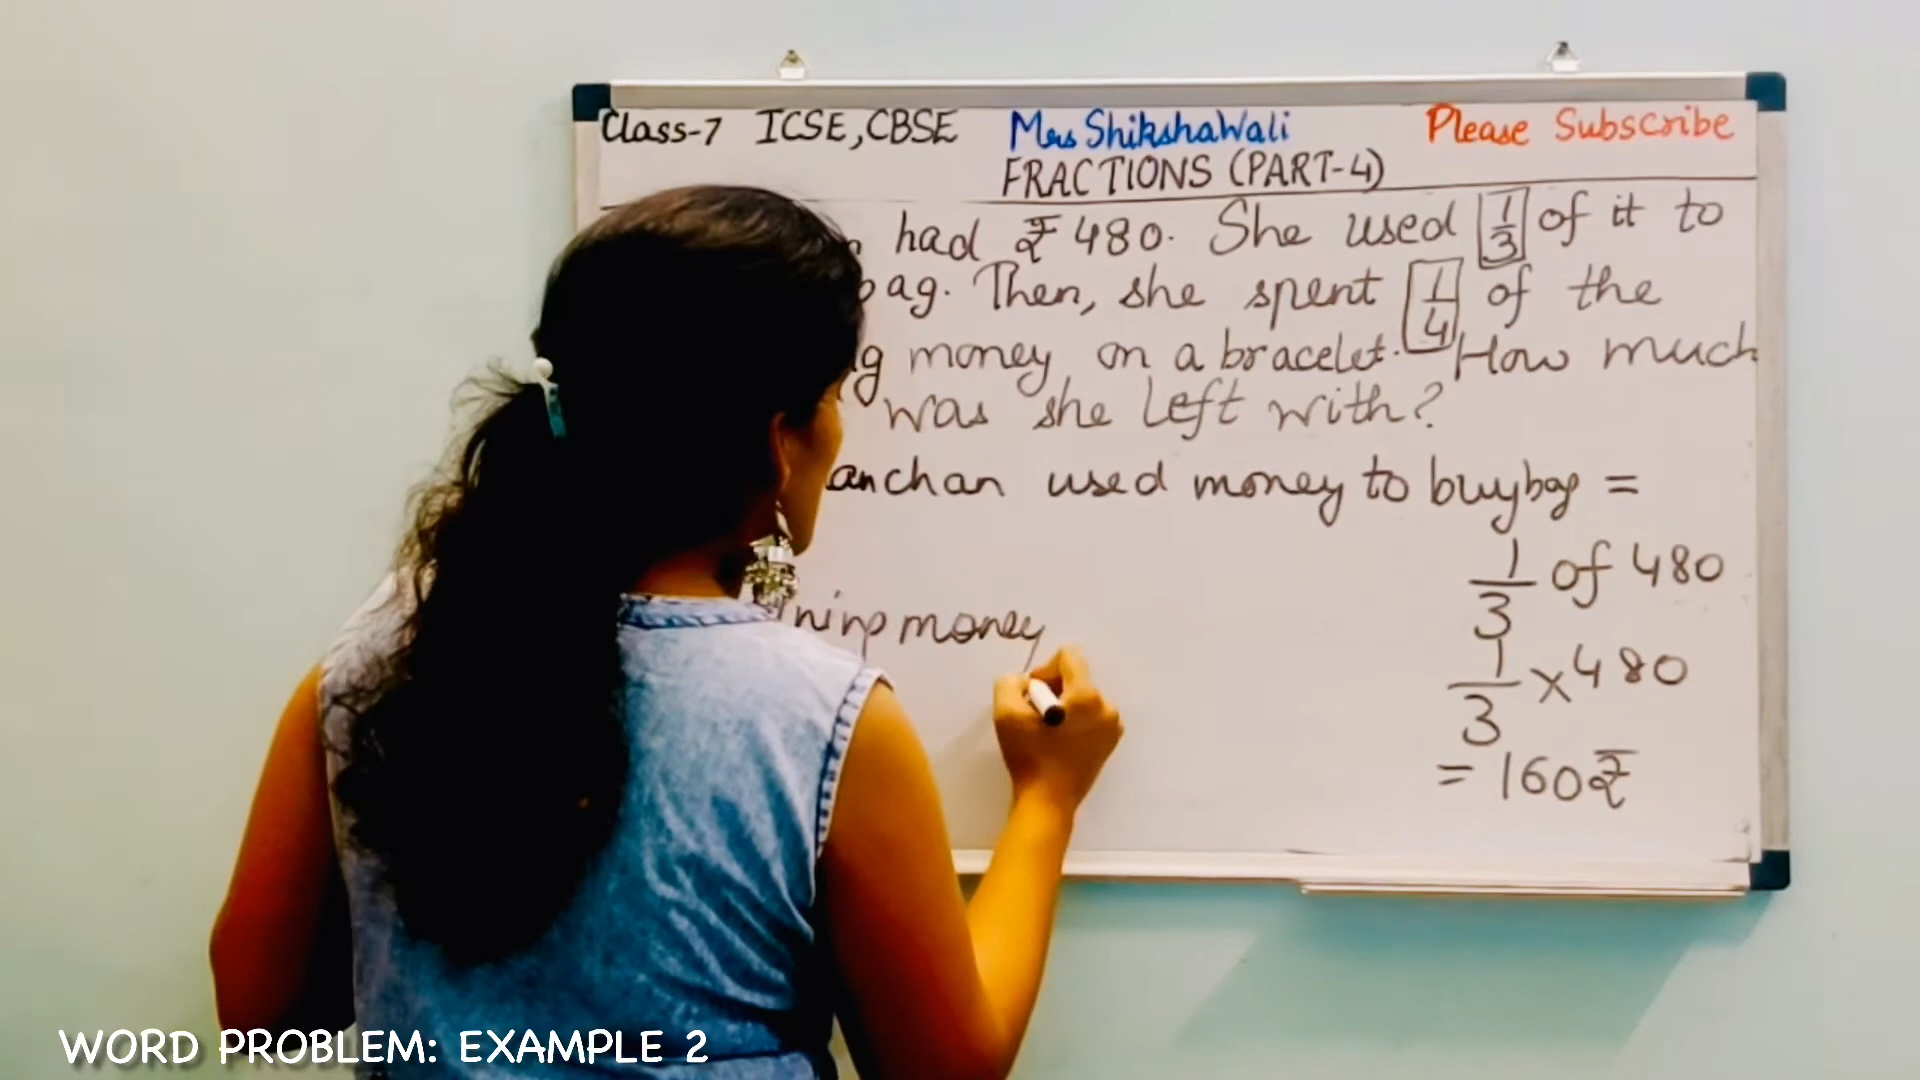 Class-7 ICSE, CBSE Mrs ShikshaWali Please Subscribe
FRACTIONS (PART-4)
had ₹ 480. She used 1/3 of it to
bag. Then, she spent 1/4 of the
money on a bracelet. How much
was she left with?
anchan used money to buy bag =
1/3 of 480
ning money
1/3 × 480
= 160₹
WORD PROBLEM: EXAMPLE 2